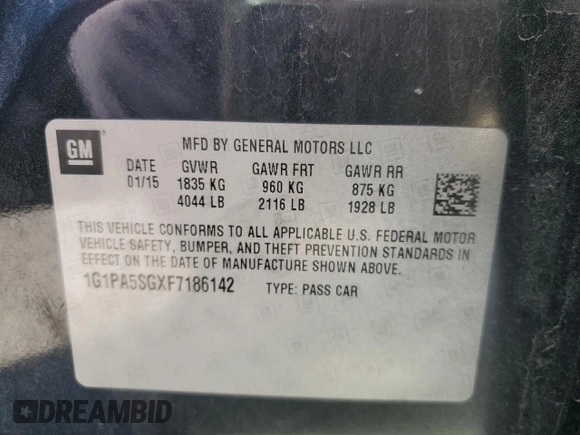 GM
MFD BY GENERAL MOTORS LLC
DATE GVWR GAWR FRT GAWR RR
01/15 1835 KG 960 KG 875 KG
4044 LB 2116 LB 1928 LB
THIS VEHICLE CONFORMS TO ALL APPLICABLE U.S. FEDERAL MOTOR
VEHICLE SAFETY, BUMPER, AND THEFT PREVENTION STANDARDS IN
EFFECT ON THE DATE OF MANUFACTURE SHOWN ABOVE.
1G1PA5SGXF7186142 TYPE: PASS CAR
DREAMBID